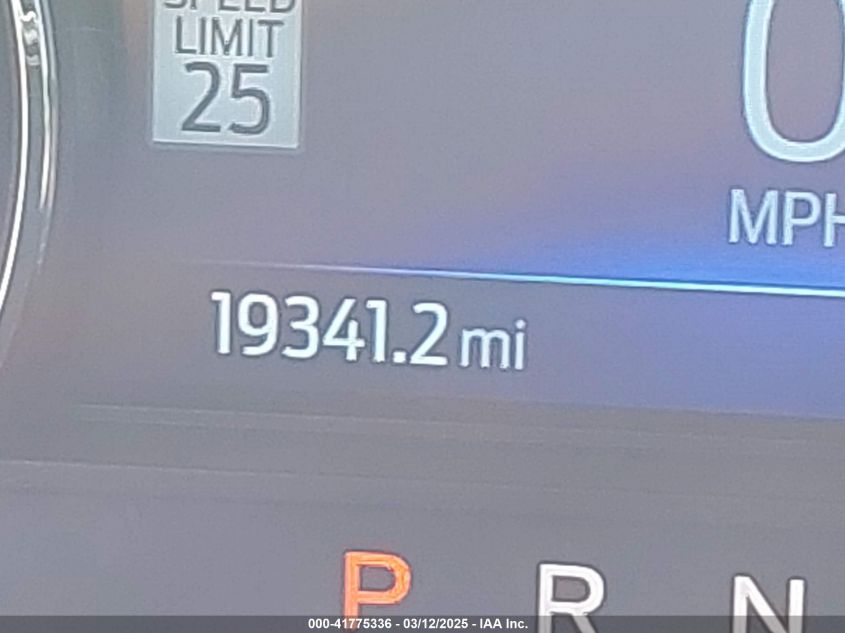 SPEED
LIMIT
25
0
MPH
19341.2 mi
P R N
000-41775336 - 03/12/2025 - IAA Inc.